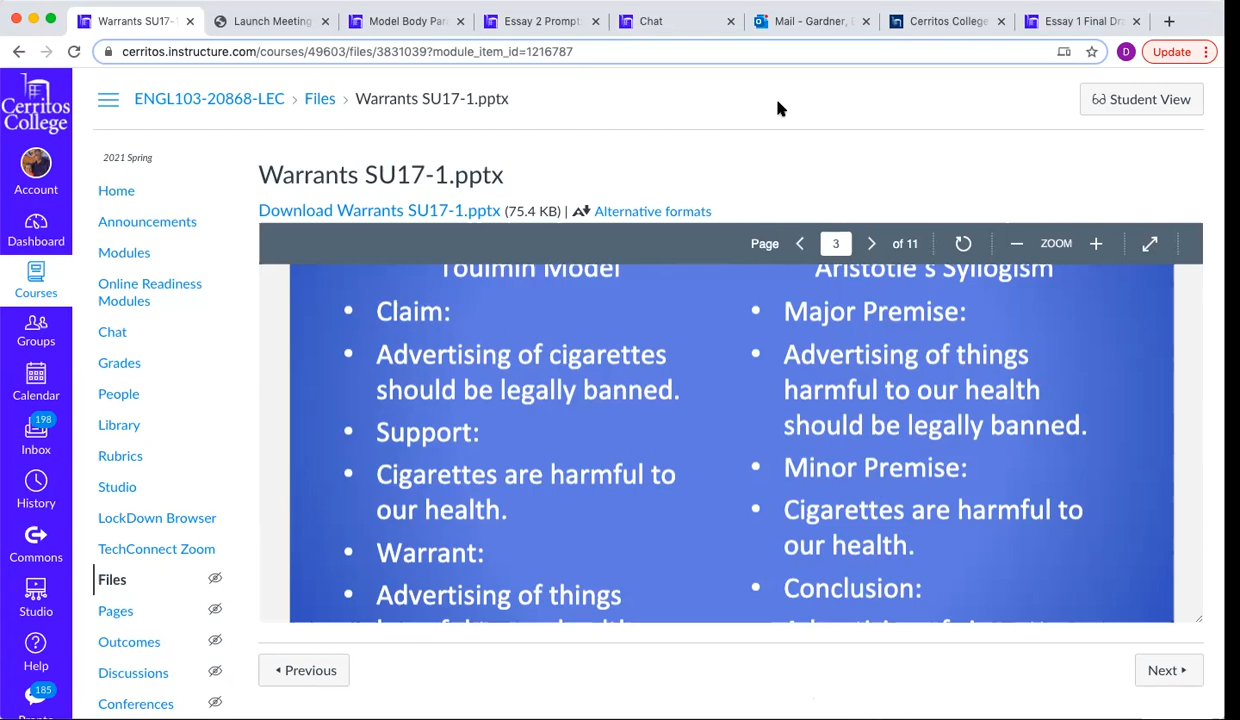 Warrants SU17-1
Launch Meeting
Model Body Par
Essay 2 Prompt
Chat
Mail - Gardner,
Cerritos College
Essay 1 Final Dra
cerritos.instructure.com/courses/49603/files/3831039?module_item_id=1216787
D
Update
Cerritos
College
Account
Dashboard
Courses
Groups
Calendar
198
Inbox
History
Commons
Studio
Help
185
ENGL103-20868-LEC › Files › Warrants SU17-1.pptx
Student View
2021 Spring
Home
Announcements
Modules
Online Readiness
Modules
Chat
Grades
People
Library
Rubrics
Studio
LockDown Browser
TechConnect Zoom
Files
Pages
Outcomes
Discussions
Conferences
Warrants SU17-1.pptx
Download Warrants SU17-1.pptx (75.4 KB) | Alternative formats
Page 3 of 11 ZOOM
Toulmin Model
• Claim:
• Advertising of cigarettes
should be legally banned.
• Support:
• Cigarettes are harmful to
our health.
• Warrant:
• Advertising of things
Aristotle's Syllogism
• Major Premise:
• Advertising of things
harmful to our health
should be legally banned.
• Minor Premise:
• Cigarettes are harmful to
our health.
• Conclusion:
Previous
Next